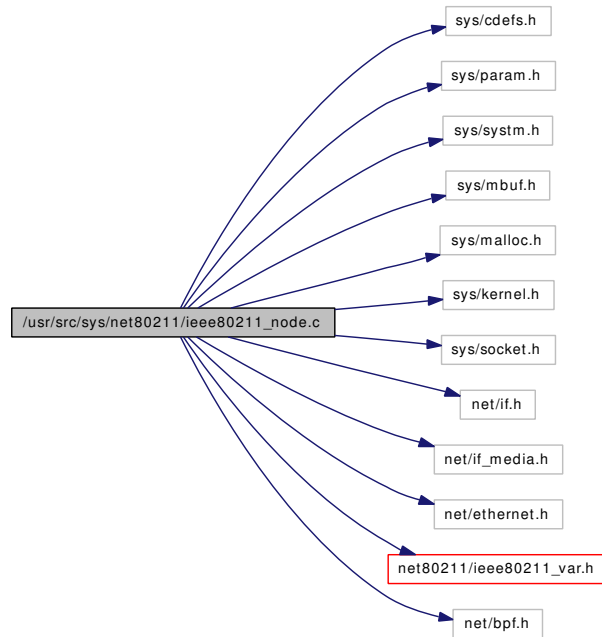 sys/cdefs.h
sys/param.h
sys/systm.h
sys/mbuf.h
sys/malloc.h
/usr/src/sys/net80211/ieee80211_node.c
sys/kernel.h
sys/socket.h
net/if.h
net/if_media.h
net/ethernet.h
net80211/ieee80211_var.h
net/bpf.h